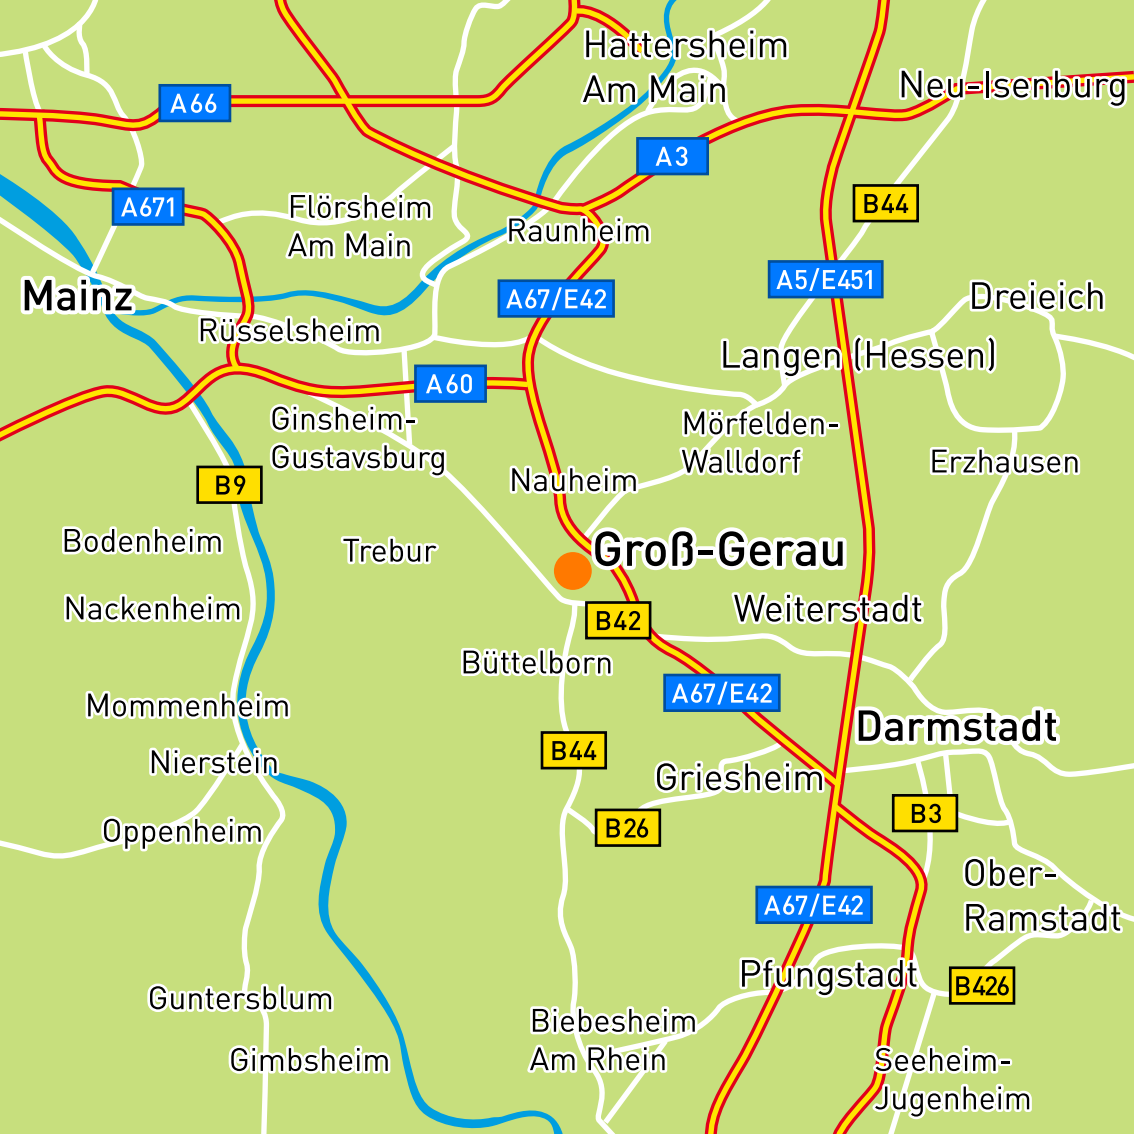 Hattersheim
Am Main
Neu-Isenburg
A66
A3
A671
Flörsheim
Am Main
B44
Raunheim
Mainz
A67/E42
A5/E451
Dreieich
Rüsselsheim
Langen (Hessen)
A60
Ginsheim-
Gustavsburg
Mörfelden-
Walldorf
Erzhausen
B9
Nauheim
Bodenheim
Trebur
Groß-Gerau
Nackenheim
B42
Weiterstadt
Büttelborn
A67/E42
Mommenheim
Darmstadt
Nierstein
B44
Griesheim
Oppenheim
B26
B3
Ober-
Ramstadt
A67/E42
Pfungstadt
B426
Guntersblum
Biebesheim
Am Rhein
Gimbsheim
Seeheim-
Jugenheim